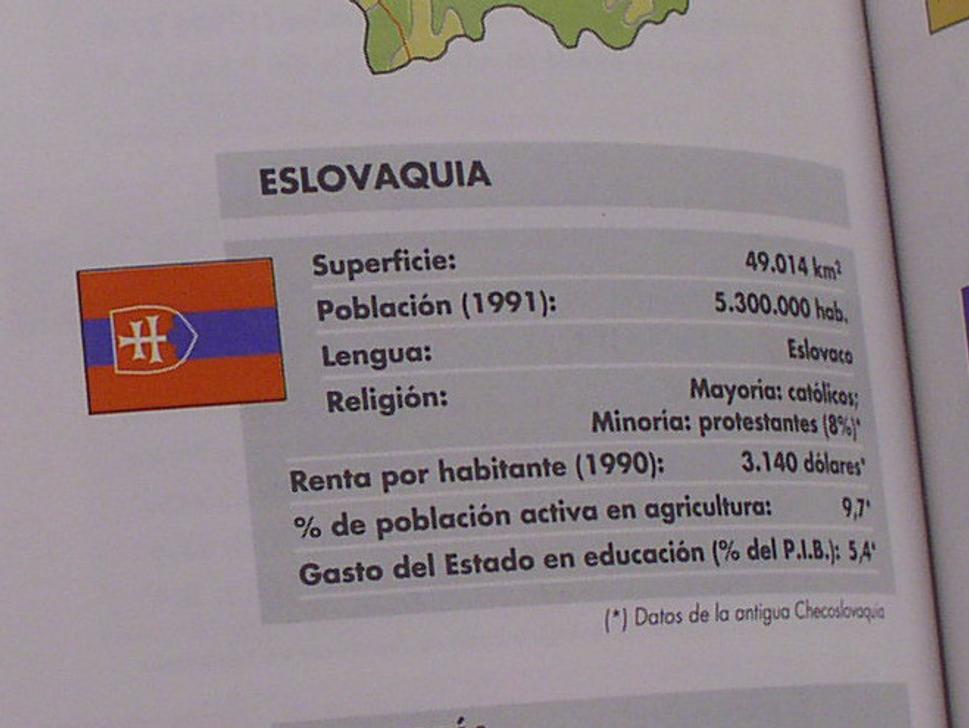 ESLOVAQUIA
Superficie: 49.014 km²
Población (1991): 5.300.000 hab.
Lengua: Eslovaco
Religión: Mayoria: católicos;
Minoria: protestantes (8%)*
Renta por habitante (1990): 3.140 dólares*
% de población activa en agricultura: 9,7*
Gasto del Estado en educación (% del P.I.B.): 5,4*
(*) Datos de la antigua Checoslovaquia